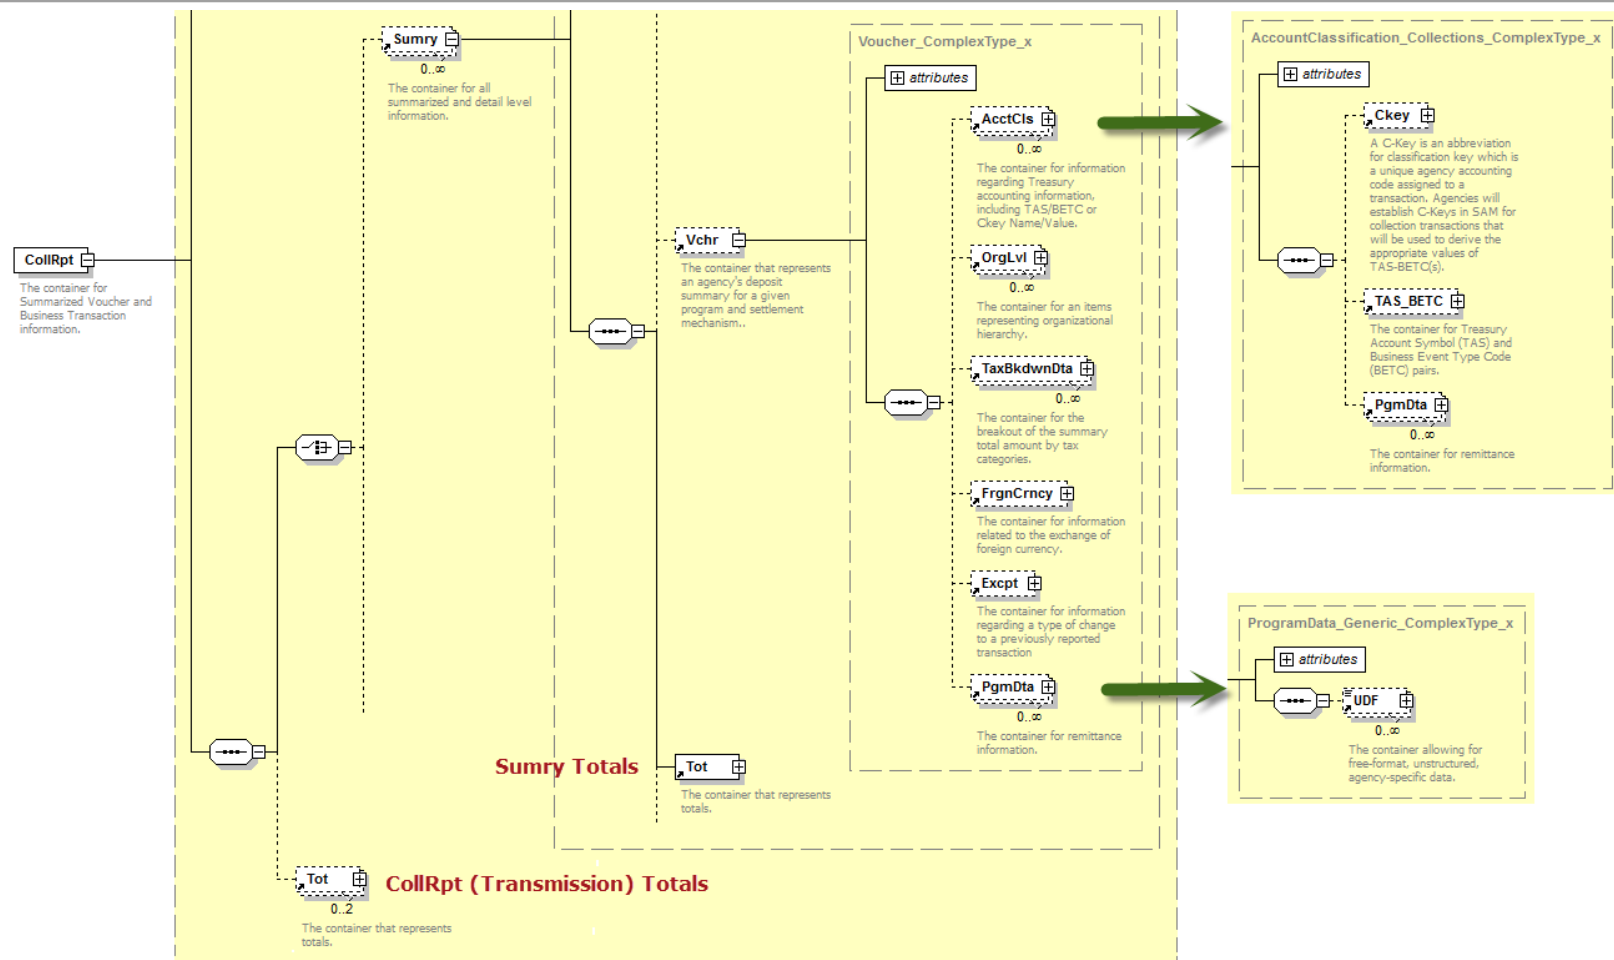 CollRpt
The container for
Summarized Voucher and
Business Transaction
information.
Sumry
0..∞
The container for all
summarized and detail level
information.
Vchr
The container that represents
an agency's deposit
summary for a given
program and settlement
mechanism..
Sumry Totals
Tot
The container that represents
totals.
Tot
0..2
The container that represents
totals.
CollRpt (Transmission) Totals
Voucher_ComplexType_x
attributes
AcctCls
0..∞
The container for information
regarding Treasury
accounting information,
including TAS/BETC or
Ckey Name/Value.
OrgLvl
0..∞
The container for an items
representing organizational
hierarchy.
TaxBkdwnDta
0..∞
The container for the
breakout of the summary
total amount by tax
categories.
FrgnCrncy
The container for information
related to the exchange of
foreign currency.
Excpt
The container for information
regarding a type of change
to a previously reported
transaction
PgmDta
0..∞
The container for remittance
information.
AccountClassification_Collections_ComplexType_x
attributes
Ckey
A C-Key is an abbreviation
for classification key which is
a unique agency accounting
code assigned to a
transaction. Agencies will
establish C-Keys in SAM for
collection transactions that
will be used to derive the
appropriate values of
TAS-BETC(s).
TAS_BETC
The container for Treasury
Account Symbol (TAS) and
Business Event Type Code
(BETC) pairs.
PgmDta
0..∞
The container for remittance
information.
ProgramData_Generic_ComplexType_x
attributes
UDF
0..∞
The container allowing for
free-format, unstructured,
agency-specific data.